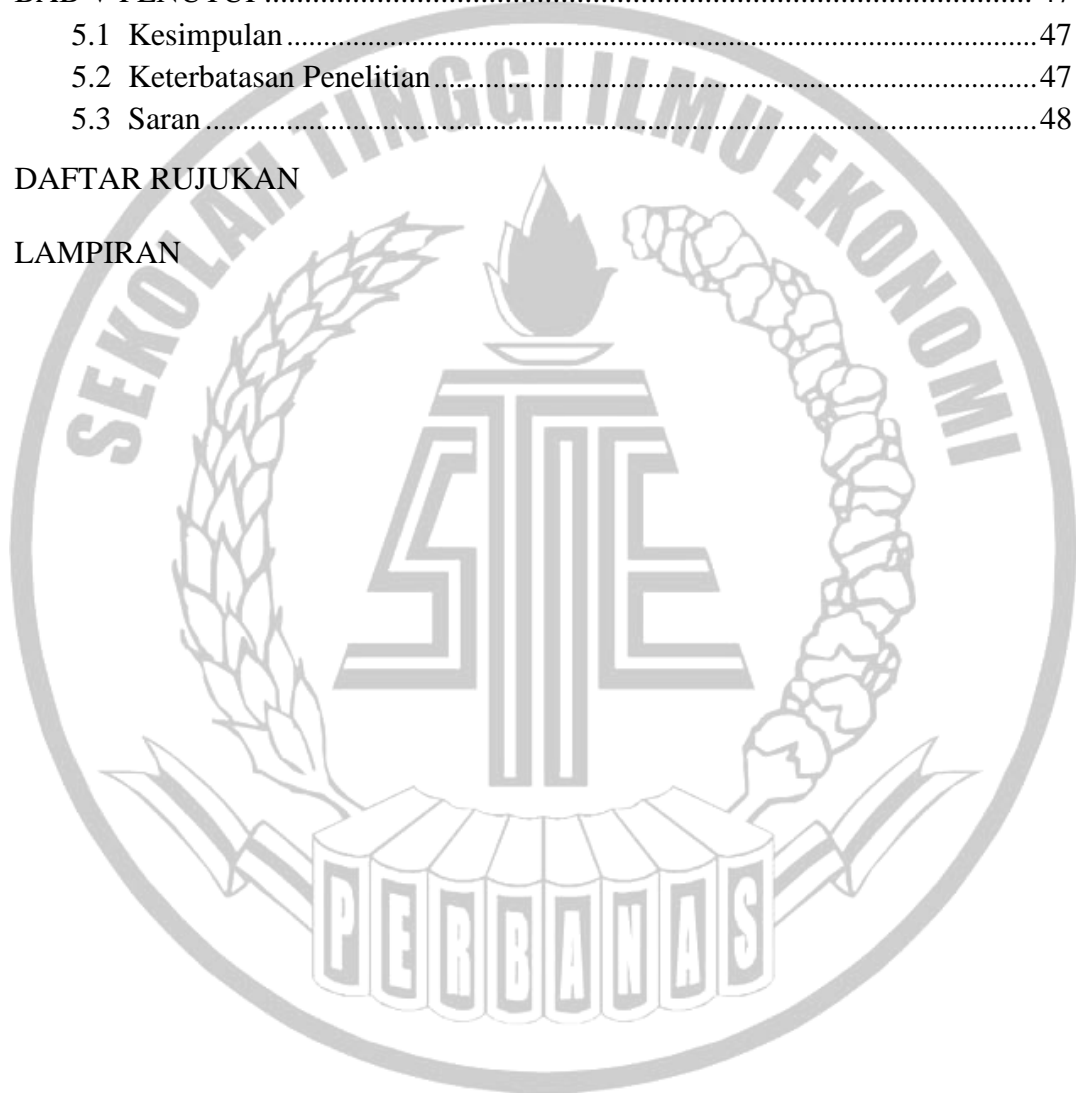 5.1 Kesimpulan ........ 47
5.2 Keterbatasan Penelitian ........ 47
5.3 Saran ........ 48
DAFTAR RUJUKAN
LAMPIRAN
SEKOLAH TINGGI ILMU EKONOMI
STIE
PERBANAS